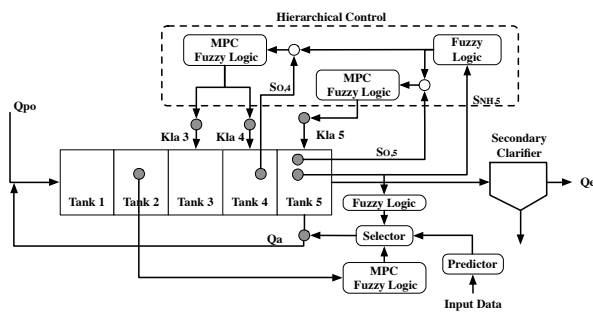 Hierarchical Control
MPC
Fuzzy Logic
Fuzzy
Logic
MPC
Fuzzy Logic
SO,4
SNH,5
Qpo
Kla 3
Kla 4
Kla 5
SO,5
Secondary
Clarifier
Tank 1
Tank 2
Tank 3
Tank 4
Tank 5
Qe
Fuzzy Logic
Qa
Selector
MPC
Fuzzy Logic
Predictor
Input Data